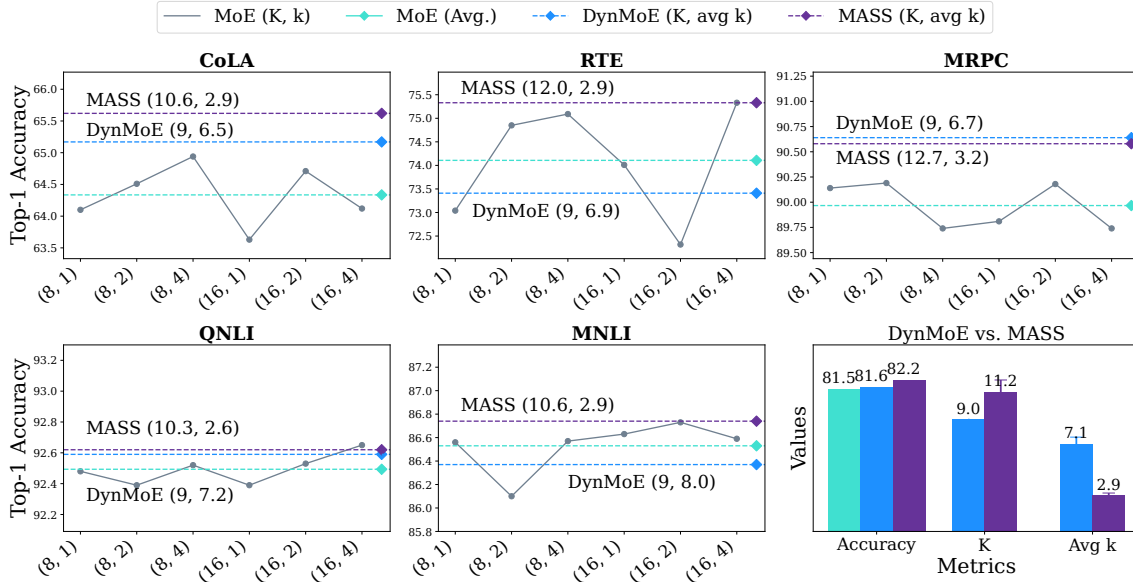 MoE (K, k) MoE (Avg.) DynMoE (K, avg k) MASS (K, avg k)
CoLA
Top-1 Accuracy
66.0
65.5
65.0
64.5
64.0
63.5
MASS (10.6, 2.9)
DynMoE (9, 6.5)
(8, 1) (8, 2) (8, 4) (16, 1) (16, 2) (16, 4)
RTE
75.5
75.0
74.5
74.0
73.5
73.0
72.5
MASS (12.0, 2.9)
DynMoE (9, 6.9)
(8, 1) (8, 2) (8, 4) (16, 1) (16, 2) (16, 4)
MRPC
91.25
91.00
90.75
90.50
90.25
90.00
89.75
89.50
DynMoE (9, 6.7)
MASS (12.7, 3.2)
(8, 1) (8, 2) (8, 4) (16, 1) (16, 2) (16, 4)
QNLI
Top-1 Accuracy
93.2
93.0
92.8
92.6
92.4
92.2
MASS (10.3, 2.6)
DynMoE (9, 7.2)
(8, 1) (8, 2) (8, 4) (16, 1) (16, 2) (16, 4)
MNLI
87.2
87.0
86.8
86.6
86.4
86.2
86.0
85.8
MASS (10.6, 2.9)
DynMoE (9, 8.0)
(8, 1) (8, 2) (8, 4) (16, 1) (16, 2) (16, 4)
DynMoE vs. MASS
Values
81.5 81.6 82.2
9.0 11.2
7.1 2.9
Accuracy K Avg k
Metrics